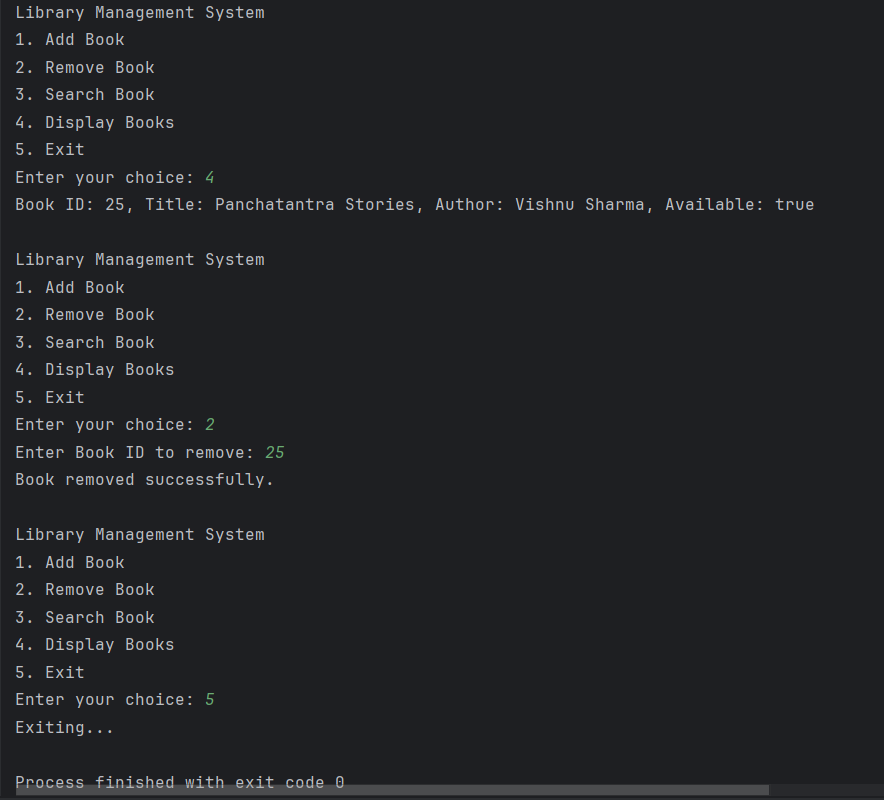 Library Management System
1. Add Book
2. Remove Book
3. Search Book
4. Display Books
5. Exit
Enter your choice: 4
Book ID: 25, Title: Panchatantra Stories, Author: Vishnu Sharma, Available: true
Library Management System
1. Add Book
2. Remove Book
3. Search Book
4. Display Books
5. Exit
Enter your choice: 2
Enter Book ID to remove: 25
Book removed successfully.
Library Management System
1. Add Book
2. Remove Book
3. Search Book
4. Display Books
5. Exit
Enter your choice: 5
Exiting...
Process finished with exit code 0